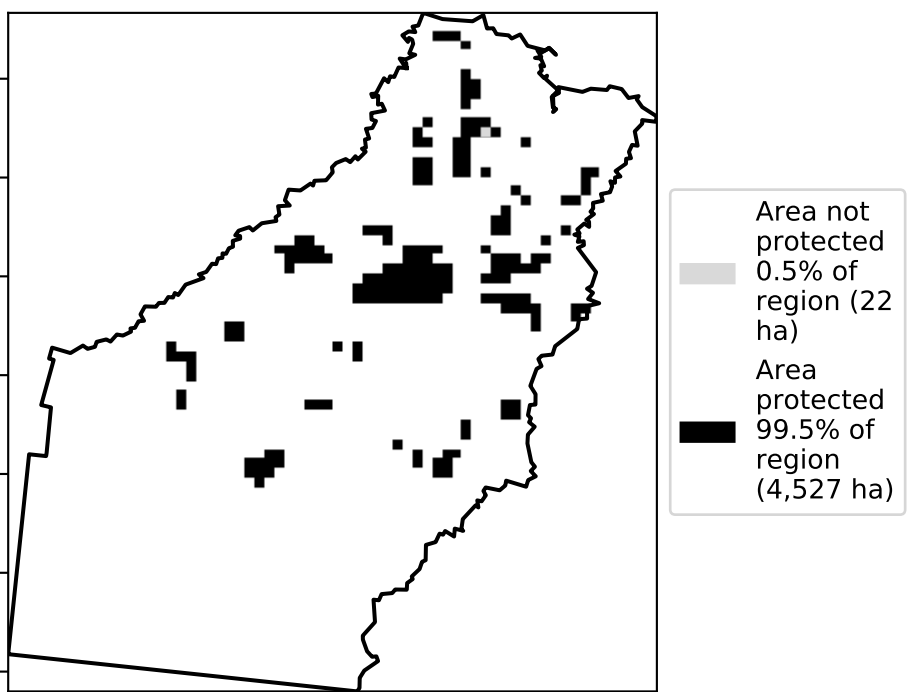 Area not
protected
0.5% of
region (22
ha)
Area
protected
99.5% of
region
(4,527 ha)